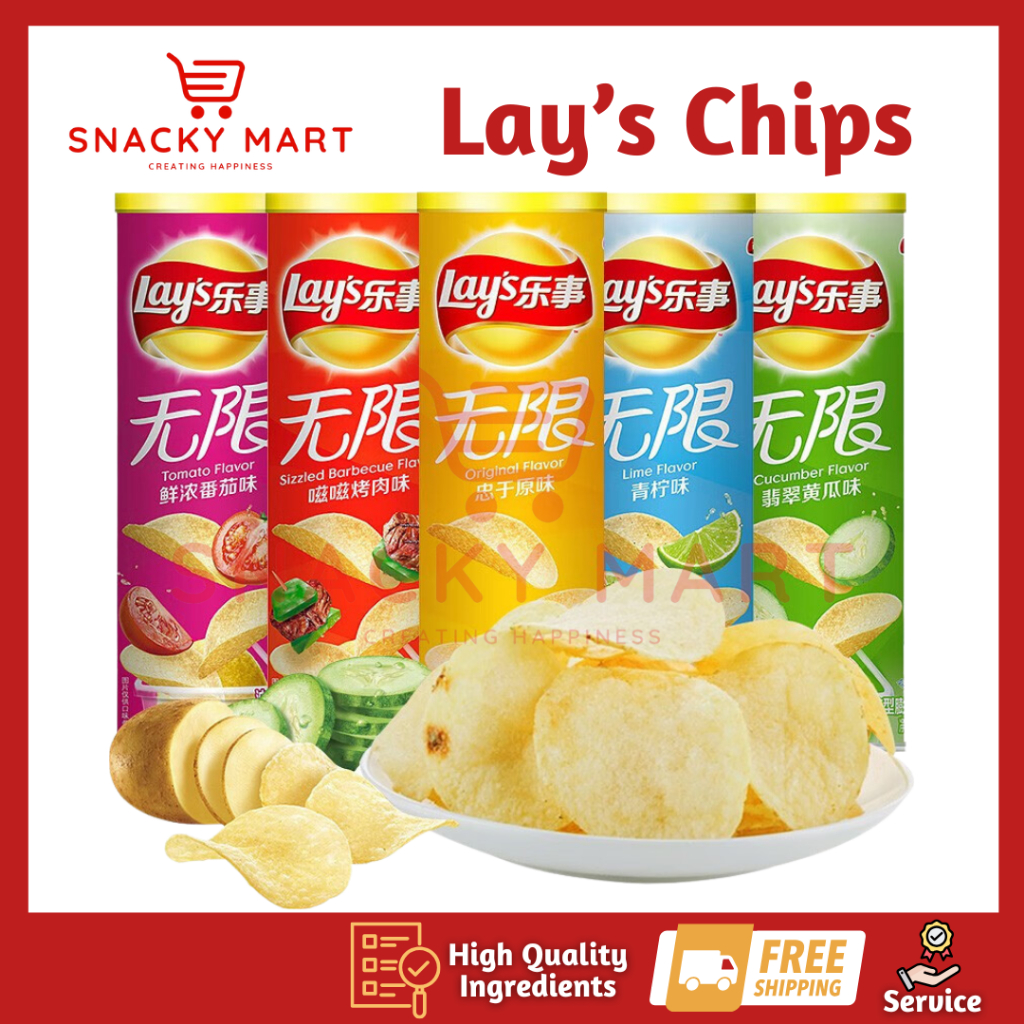 SNACKY MART
CREATING HAPPINESS
Lay's Chips
Lay's乐事
无限
Tomato Flavor
鲜浓番茄味
Lay's乐事
无限
Sizzled Barbecue Flav
嗞嗞烤肉味
Lay's乐事
无限
Original Flavor
忠于原味
ay's乐事
无限
Lime Flavor
青柠味
ay's乐事
无限
Cucumber Flavor
翡翠黄瓜味
SNACKY MART
CREATING HAPPINESS
High Quality
Ingredients
FREE
SHIPPING
Service